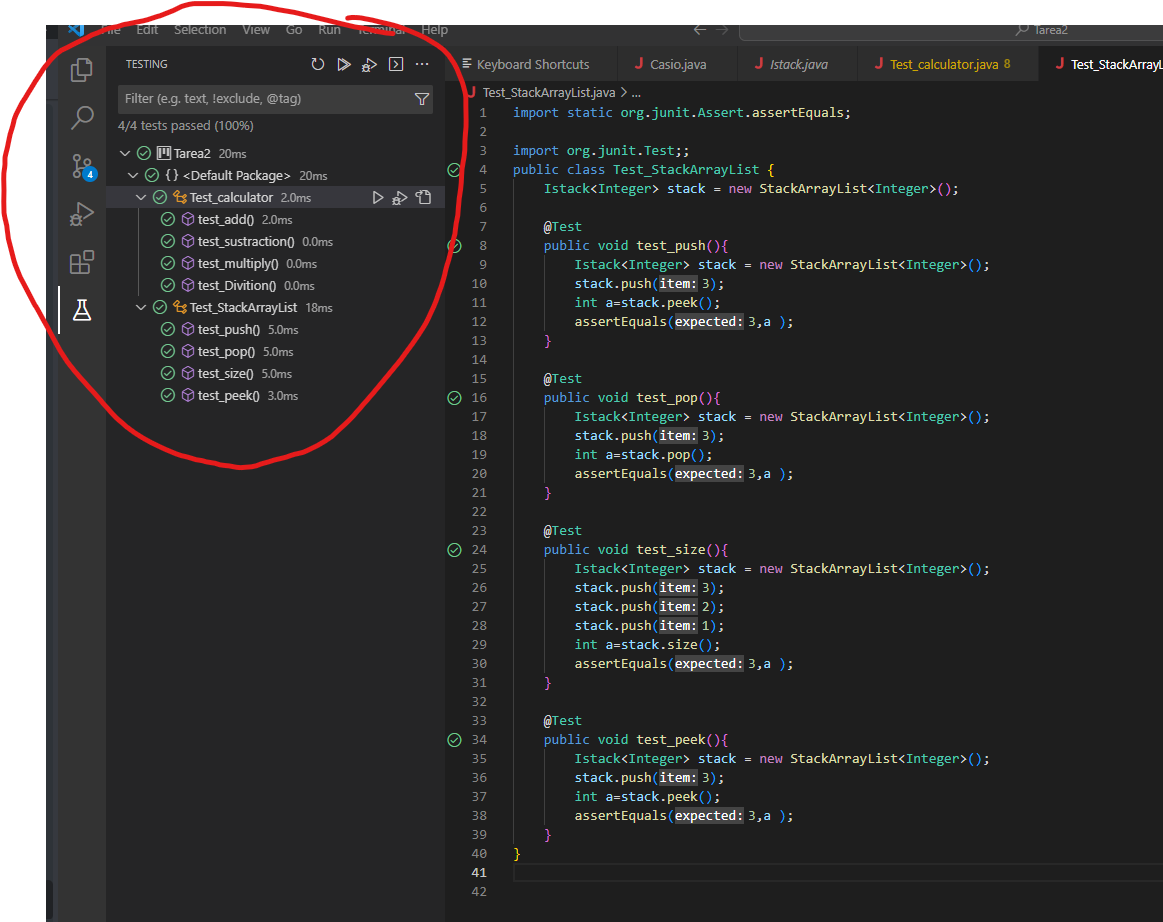 File Edit Selection View Go Run Terminal Help
Tarea2
TESTING
Keyboard Shortcuts
J Casio.java
J Istack.java
J Test_calculator.java 8
J Test_StackArrayL
Filter (e.g. text, !exclude, @tag)
J Test_StackArrayList.java > ...
4/4 tests passed (100%)
Tarea2 20ms
{ } <Default Package> 20ms
4
Test_calculator 2.0ms
test_add() 2.0ms
test_sustraction() 0.0ms
test_multiply() 0.0ms
test_Divition() 0.0ms
Test_StackArrayList 18ms
test_push() 5.0ms
test_pop() 5.0ms
test_size() 5.0ms
test_peek() 3.0ms
1 import static org.junit.Assert.assertEquals;
2
3 import org.junit.Test;;
4 public class Test_StackArrayList {
5 Istack<Integer> stack = new StackArrayList<Integer>();
6
7 @Test
8 public void test_push(){
9 Istack<Integer> stack = new StackArrayList<Integer>();
10 stack.push(item: 3);
11 int a=stack.peek();
12 assertEquals(expected: 3,a );
13 }
14
15 @Test
16 public void test_pop(){
17 Istack<Integer> stack = new StackArrayList<Integer>();
18 stack.push(item: 3);
19 int a=stack.pop();
20 assertEquals(expected: 3,a );
21 }
22
23 @Test
24 public void test_size(){
25 Istack<Integer> stack = new StackArrayList<Integer>();
26 stack.push(item: 3);
27 stack.push(item: 2);
28 stack.push(item: 1);
29 int a=stack.size();
30 assertEquals(expected: 3,a );
31 }
32
33 @Test
34 public void test_peek(){
35 Istack<Integer> stack = new StackArrayList<Integer>();
36 stack.push(item: 3);
37 int a=stack.peek();
38 assertEquals(expected: 3,a );
39 }
40 }
41
42